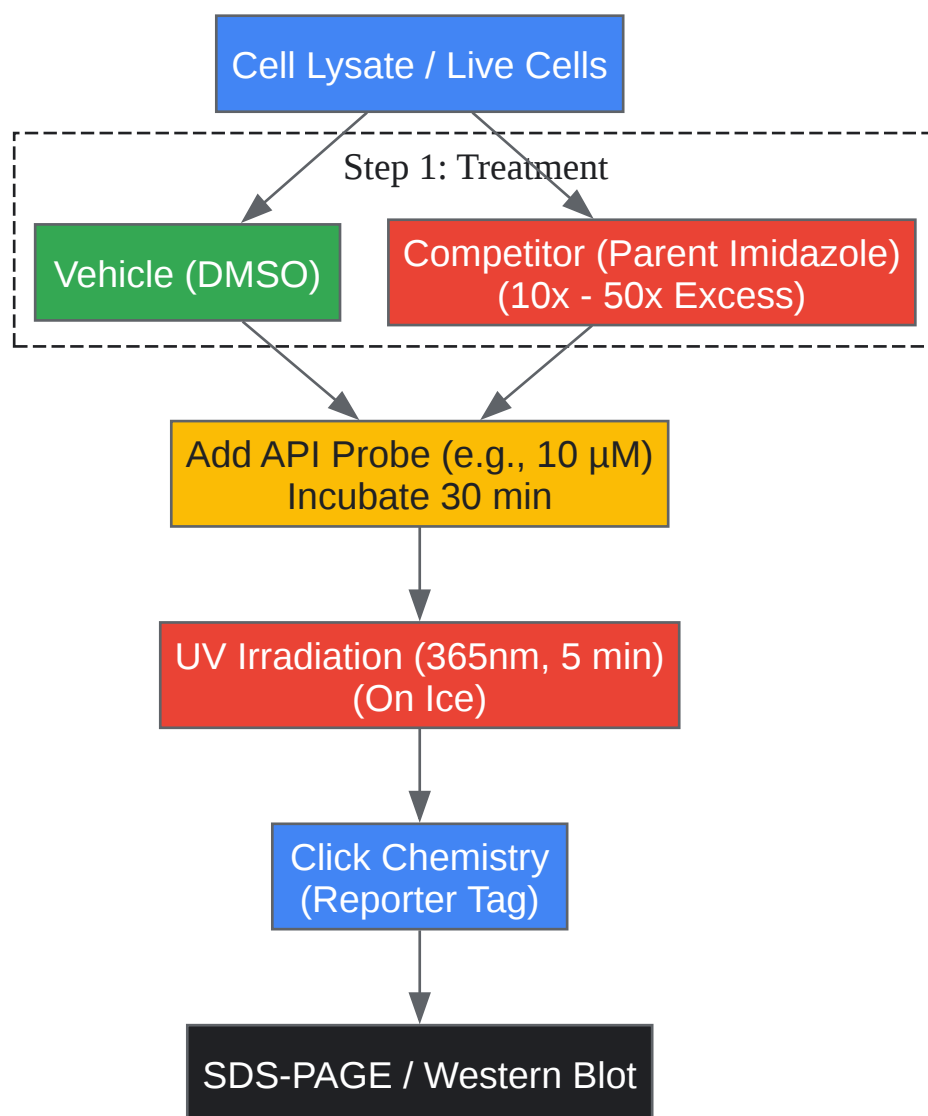 Cell Lysate / Live Cells
Step 1: Treatment
Vehicle (DMSO)
Competitor (Parent Imidazole)
(10x - 50x Excess)
Add API Probe (e.g., 10 µM)
Incubate 30 min
UV Irradiation (365nm, 5 min)
(On Ice)
Click Chemistry
(Reporter Tag)
SDS-PAGE / Western Blot